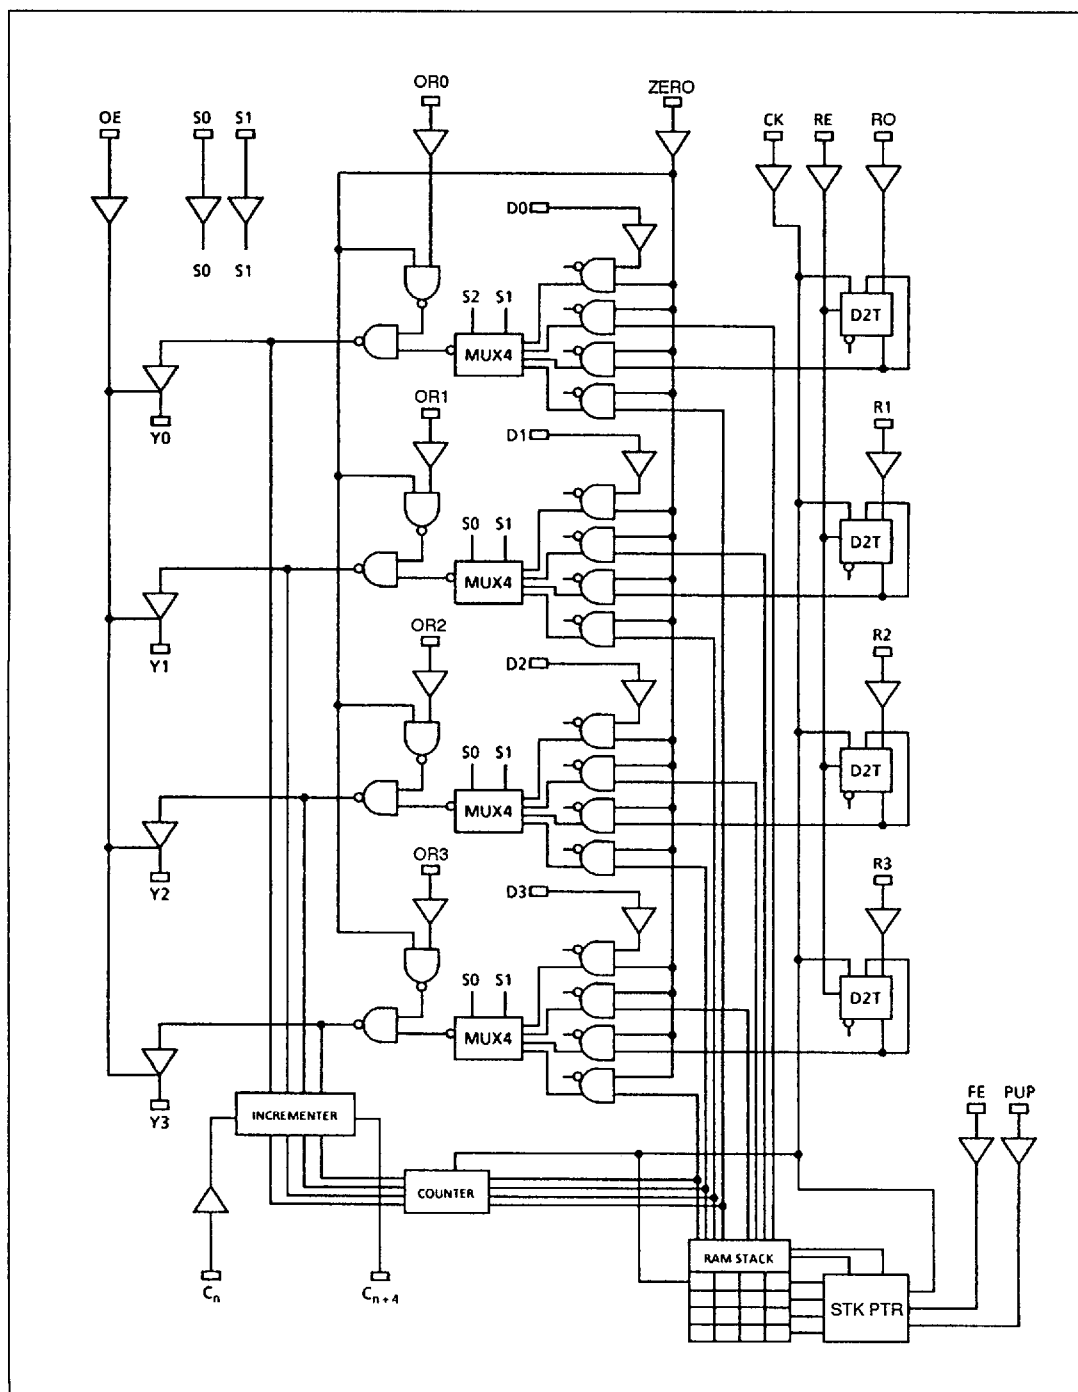 OR0
ZERO
OE
S0
S1
CK
RE
RO
D0
S0
S1
S2
S1
D2T
MUX4
OR1
D1
R1
Y0
S0
S1
D2T
MUX4
OR2
D2
R2
Y1
S0
S1
D2T
MUX4
OR3
D3
R3
Y2
S0
S1
D2T
MUX4
Y3
INCREMENTER
FE
PUP
COUNTER
RAM STACK
Cn
Cn+4
STK PTR